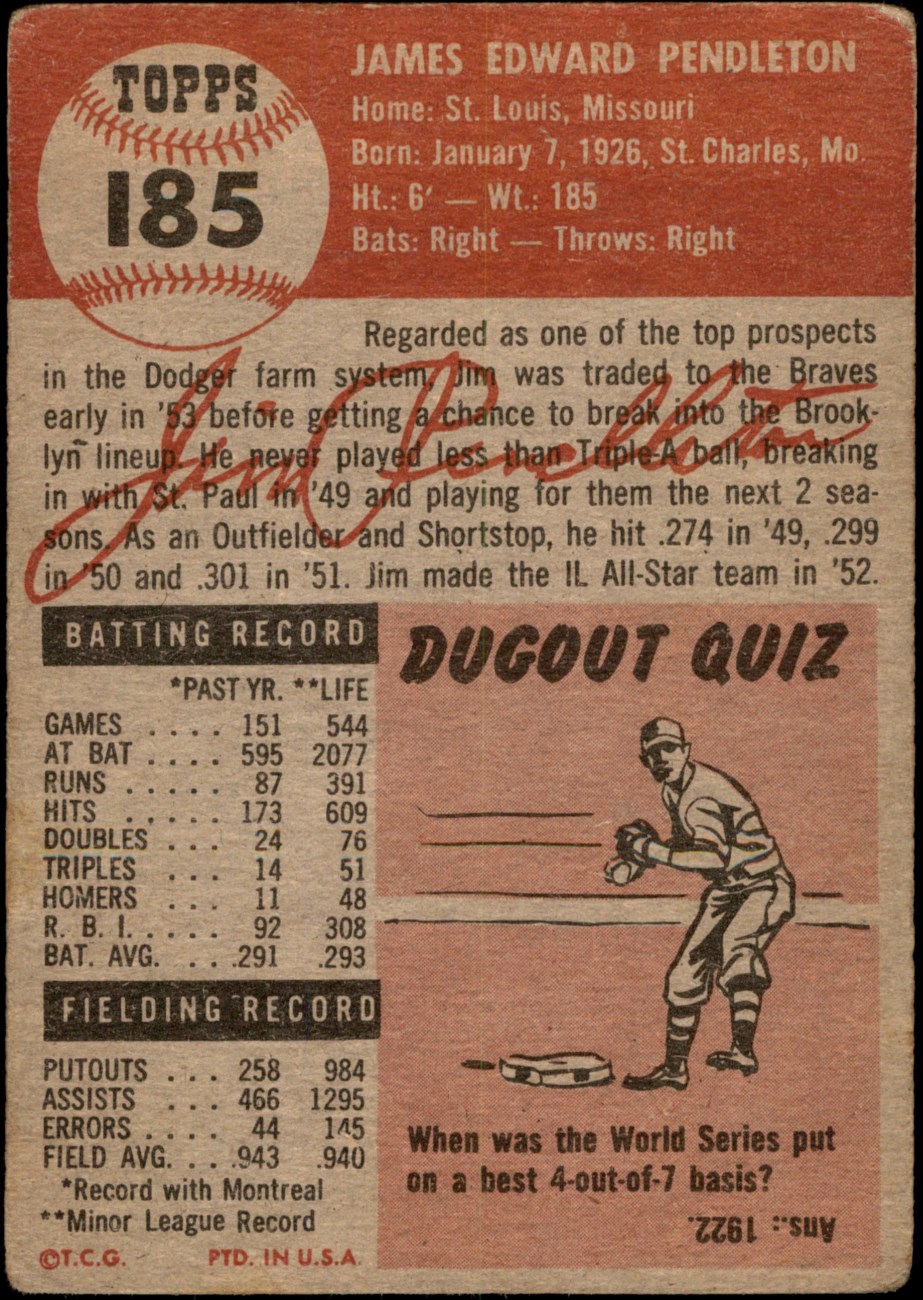 TOPPS
185
JAMES EDWARD PENDLETON
Home: St. Louis, Missouri
Born: January 7, 1926, St. Charles, Mo.
Ht.: 6' — Wt.: 185
Bats: Right — Throws: Right
Regarded as one of the top prospects
in the Dodger farm system, Jim was traded to the Braves
early in '53 before getting a chance to break into the Brook-
lyn lineup. He never played less than Triple-A ball, breaking
in with St. Paul in '49 and playing for them the next 2 sea-
sons. As an Outfielder and Shortstop, he hit .274 in '49, .299
in '50 and .301 in '51. Jim made the IL All-Star team in '52.
Jim Pendleton
BATTING RECORD
*PAST YR. **LIFE
GAMES .... 151 544
AT BAT .... 595 2077
RUNS ..... 87 391
HITS ..... 173 609
DOUBLES ... 24 76
TRIPLES ... 14 51
HOMERS ... 11 48
R. B. I. .... 92 308
BAT. AVG. ... .291 .293
FIELDING RECORD
PUTOUTS ... 258 984
ASSISTS ... 466 1295
ERRORS .... 44 145
FIELD AVG. ... .943 .940
*Record with Montreal
**Minor League Record
©T.C.G. PTD. IN U.S.A.
DUGOUT QUIZ
When was the World Series put
on a best 4-out-of-7 basis?
Ans.: 1922.